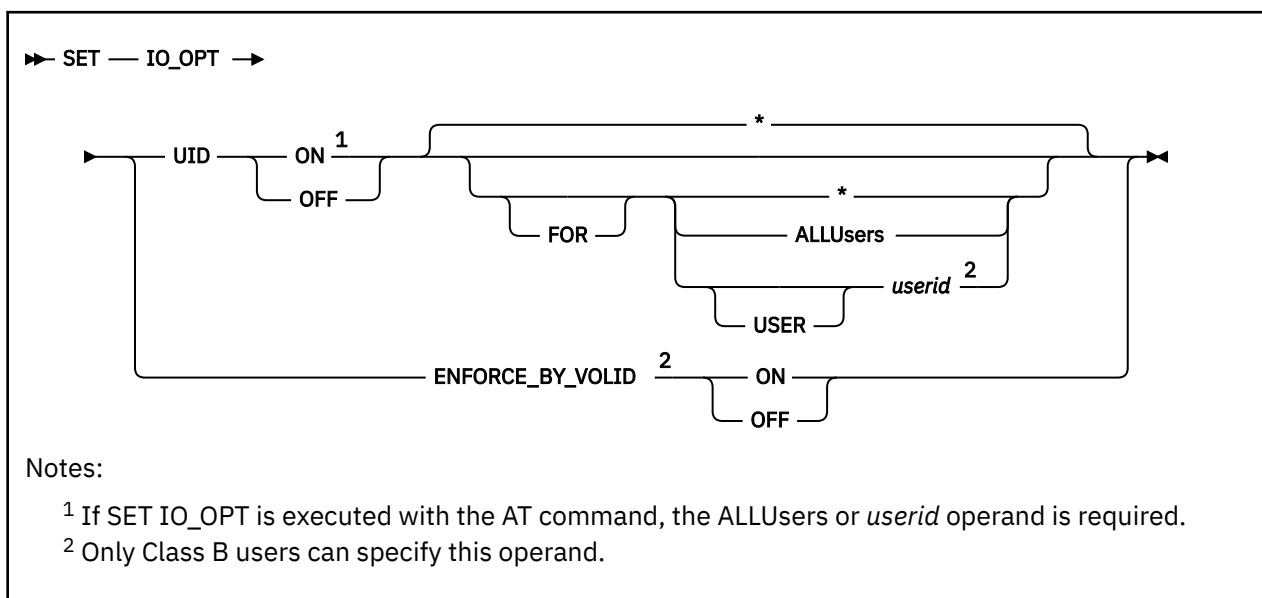 SET IO_OPT
*
UID ON 1
OFF
*
FOR ALLUsers
userid 2
USER
ENFORCE_BY_VOLID 2 ON
OFF
Notes:
1 If SET IO_OPT is executed with the AT command, the ALLUsers or userid operand is required.
2 Only Class B users can specify this operand.